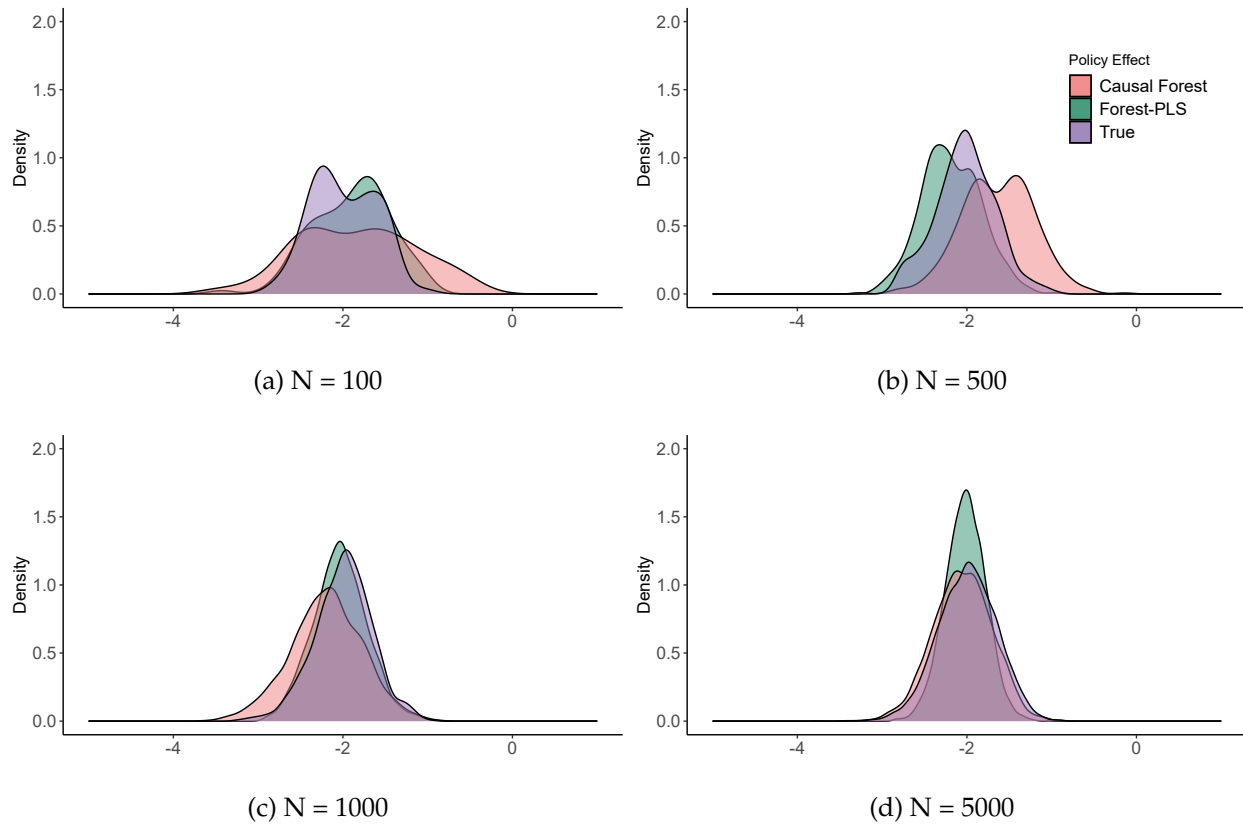 2.0
1.5
1.0
0.5
0.0
Density
-4 -2 0
(a) N = 100
2.0
1.5
1.0
0.5
0.0
Density
-4 -2 0
Policy Effect
Causal Forest
Forest-PLS
True
(b) N = 500
2.0
1.5
1.0
0.5
0.0
Density
-4 -2 0
(c) N = 1000
2.0
1.5
1.0
0.5
0.0
Density
-4 -2 0
(d) N = 5000